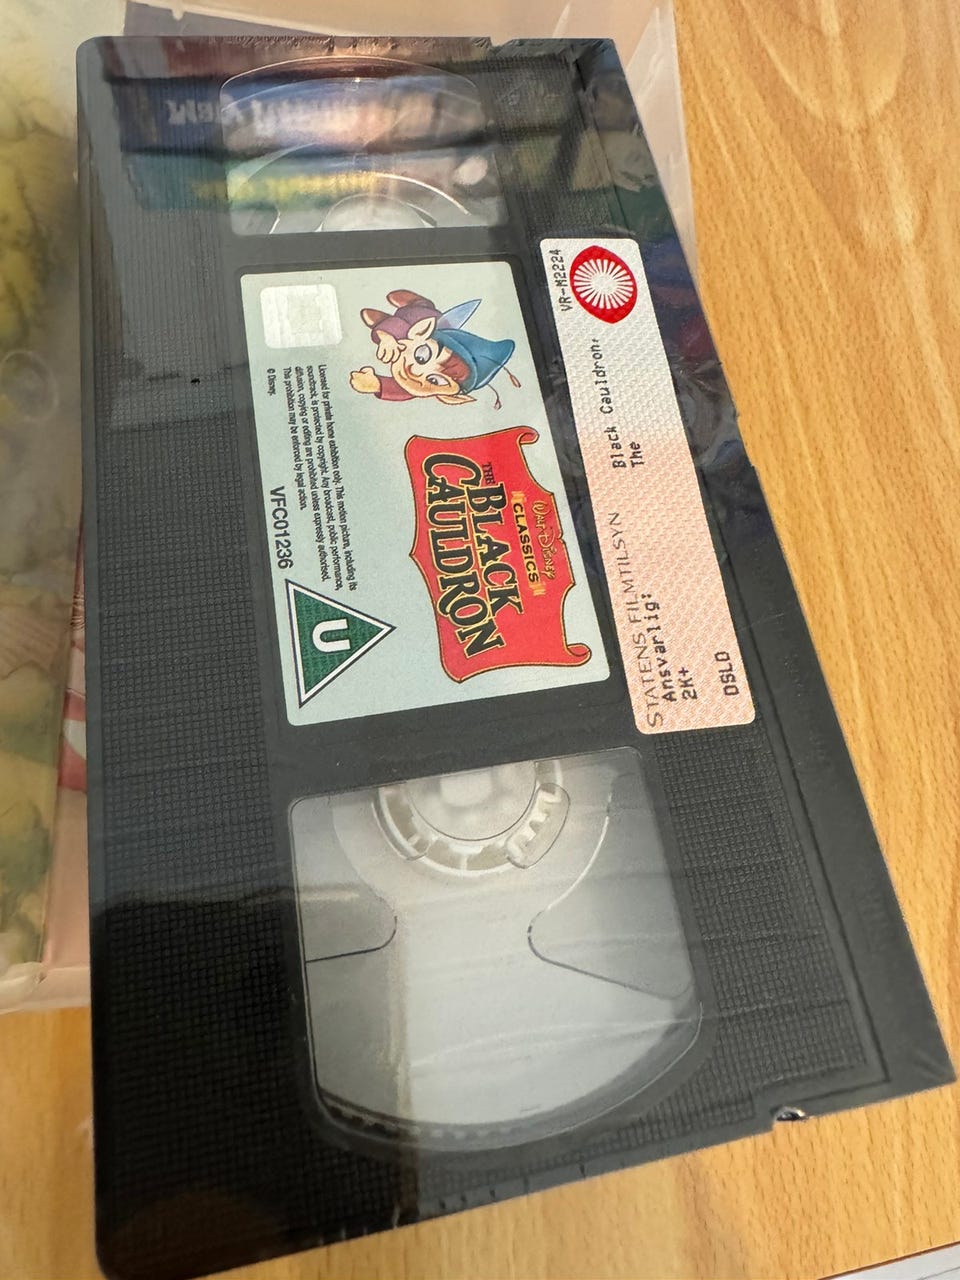 VR-M2224
Black Cauldron,
The
STATENS FILMTILSYN
Ansvarlig:
2K+
DSLD
WALT DISNEY
CLASSICS
THE
BLACK
CAULDRON
Licensed for private home exhibition only. This motion picture, including its
soundtrack, is protected by copyright. Any broadcast, public performance,
diffusion, copying or editing are prohibited unless expressly authorised.
This prohibition may be enforced by legal action.
© Disney.
VFC01236
U